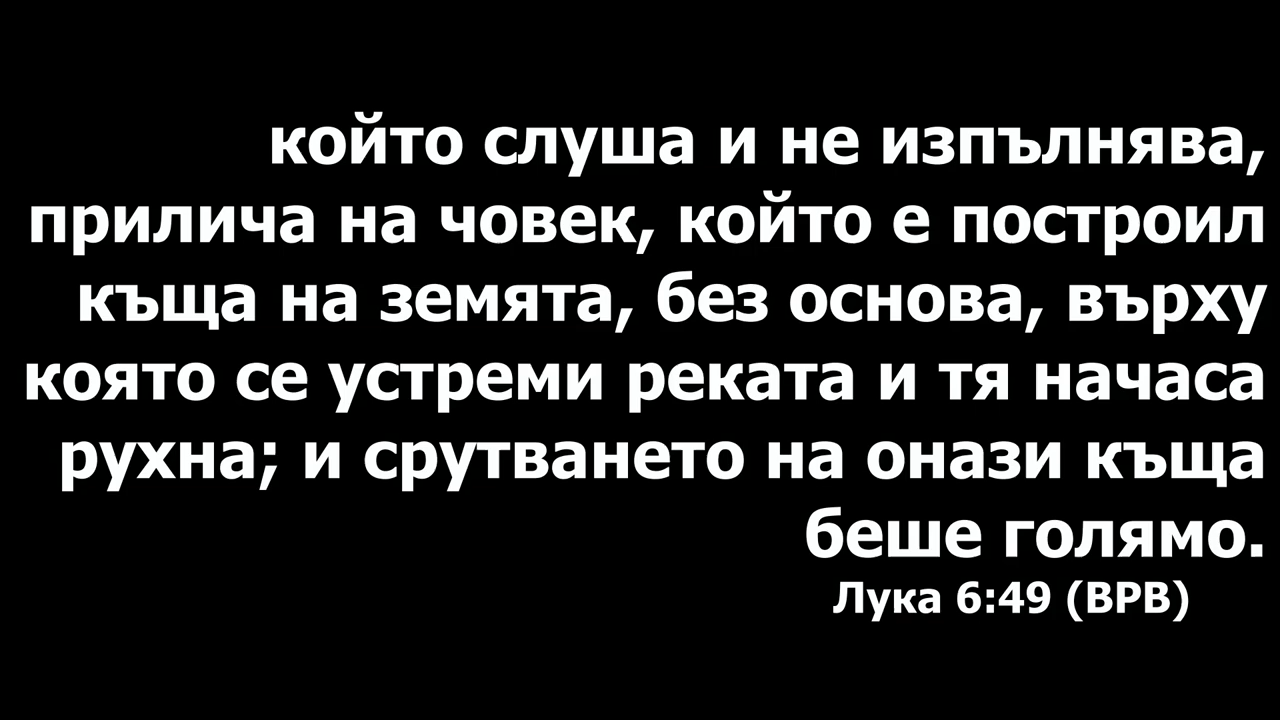 който слуша и не изпълнява,
прилича на човек, който е построил
къща на земята, без основа, върху
която се устреми реката и тя начаса
рухна; и срутването на онази къща
беше голямо.
Лука 6:49 (ВРВ)